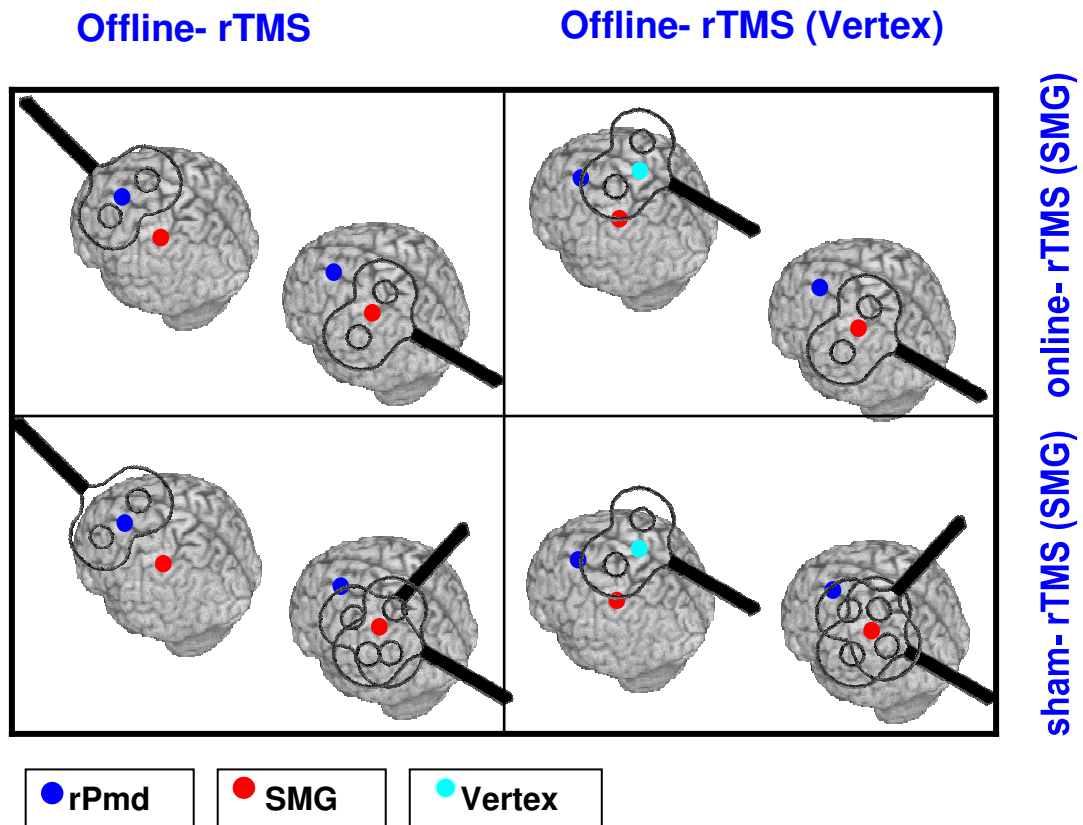 Offline- rTMS
Offline- rTMS (Vertex)
online- rTMS (SMG)
sham- rTMS (SMG)
rPmd
SMG
Vertex